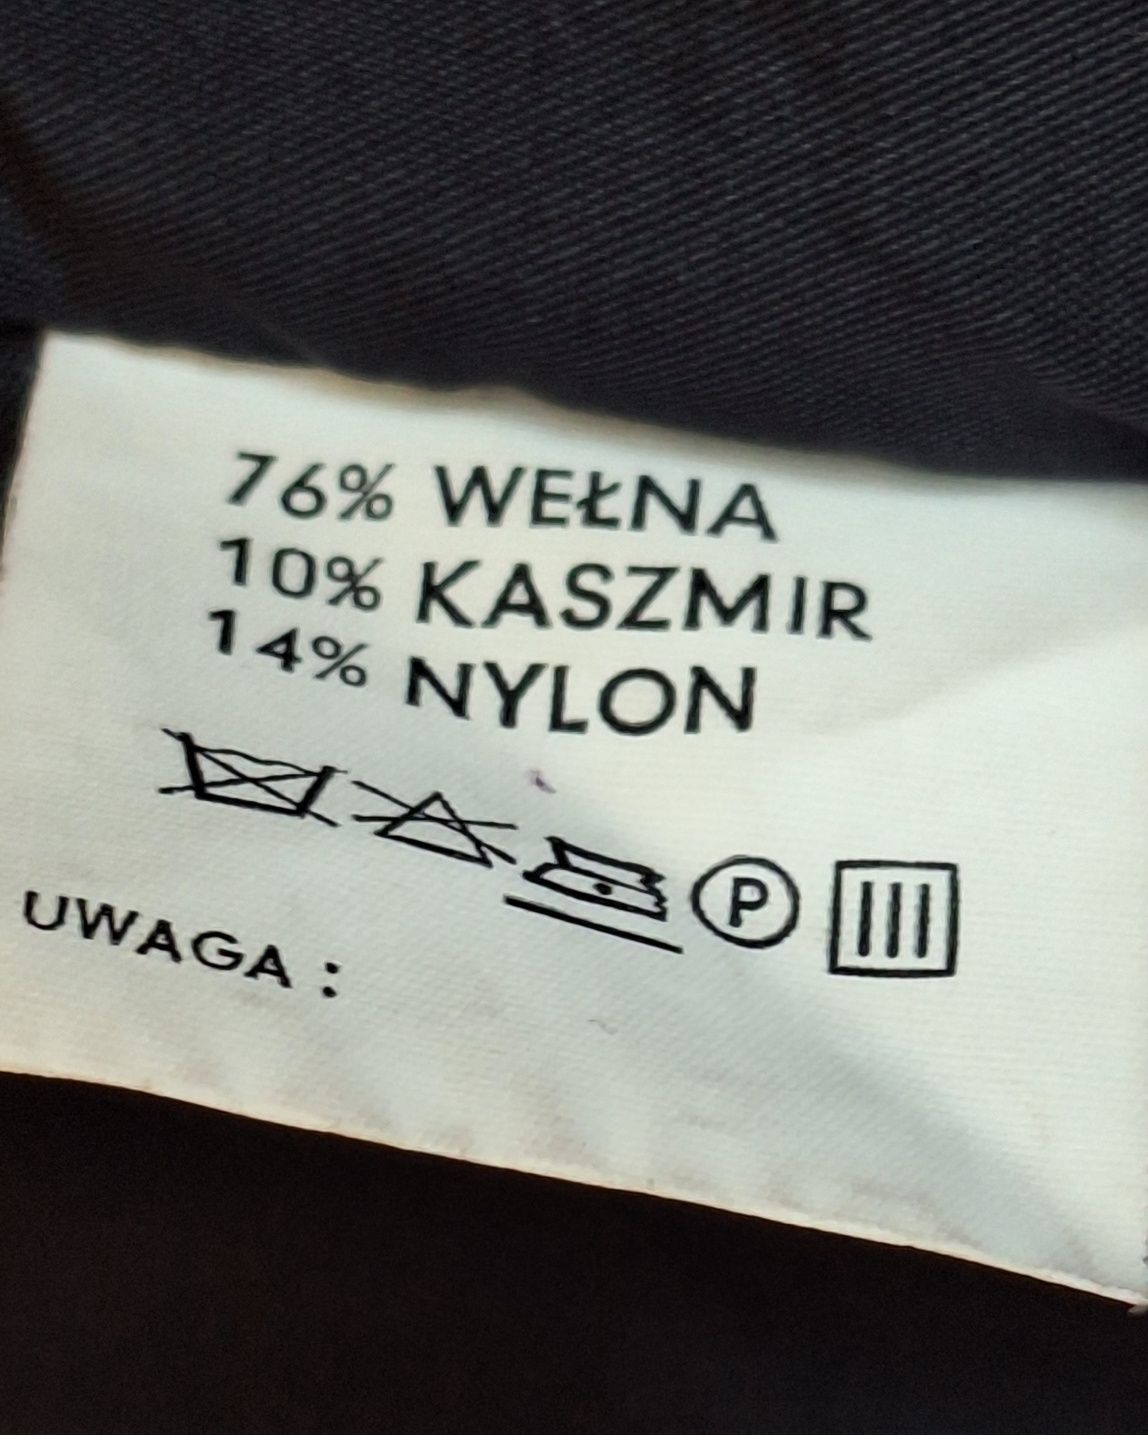 76% WEŁNA
10% KASZMIR
14% NYLON
P
UWAGA :